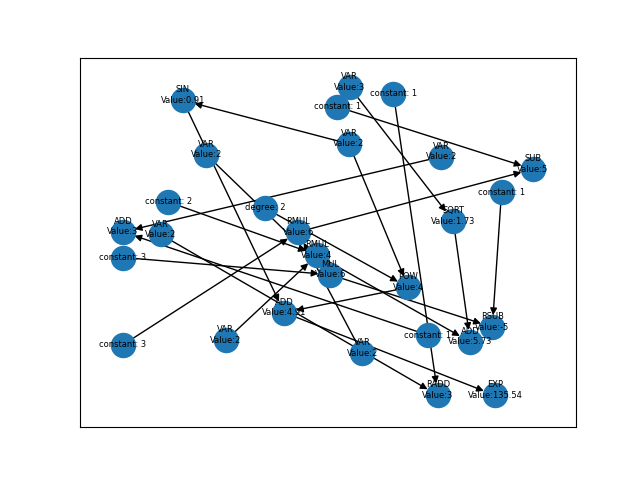 VAR
Value:3
SIN
Value:0.91
constant: 1
constant: 1
VAR
Value:2
VAR
Value:2
VAR
Value:2
SUB
Value:5
constant: 1
constant: 2
degree: 2
SQRT
Value:1.73
ADD
Value:3
VAR
Value:2
RMUL
Value:6
RMUL
Value:4
constant: 3
MUL
Value:6
POW
Value:4
ADD
Value:4.91
RSUB
Value:-5
VAR
Value:2
constant: 1
ADD
Value:5.73
constant: 3
VAR
Value:2
RADD
Value:3
EXP
Value:135.54